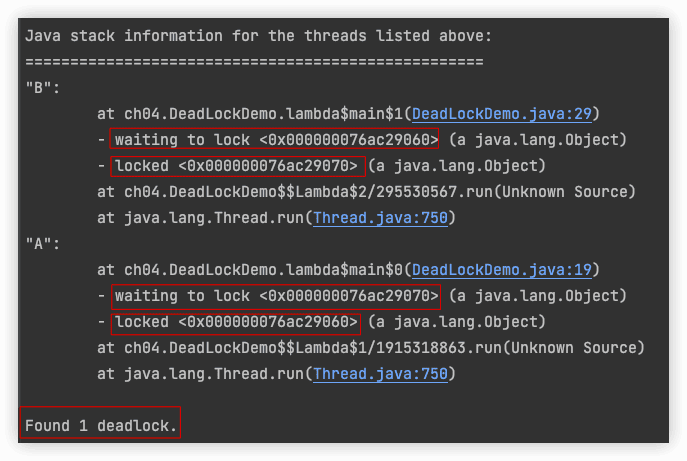 Java stack information for the threads listed above:
===================================================
"B":
at ch04.DeadLockDemo.lambda$main$1(DeadLockDemo.java:29)
- waiting to lock <0x000000076ac29060> (a java.lang.Object)
- locked <0x000000076ac29070> (a java.lang.Object)
at ch04.DeadLockDemo$$Lambda$2/295530567.run(Unknown Source)
at java.lang.Thread.run(Thread.java:750)
"A":
at ch04.DeadLockDemo.lambda$main$0(DeadLockDemo.java:19)
- waiting to lock <0x000000076ac29070> (a java.lang.Object)
- locked <0x000000076ac29060> (a java.lang.Object)
at ch04.DeadLockDemo$$Lambda$1/1915318863.run(Unknown Source)
at java.lang.Thread.run(Thread.java:750)
Found 1 deadlock.